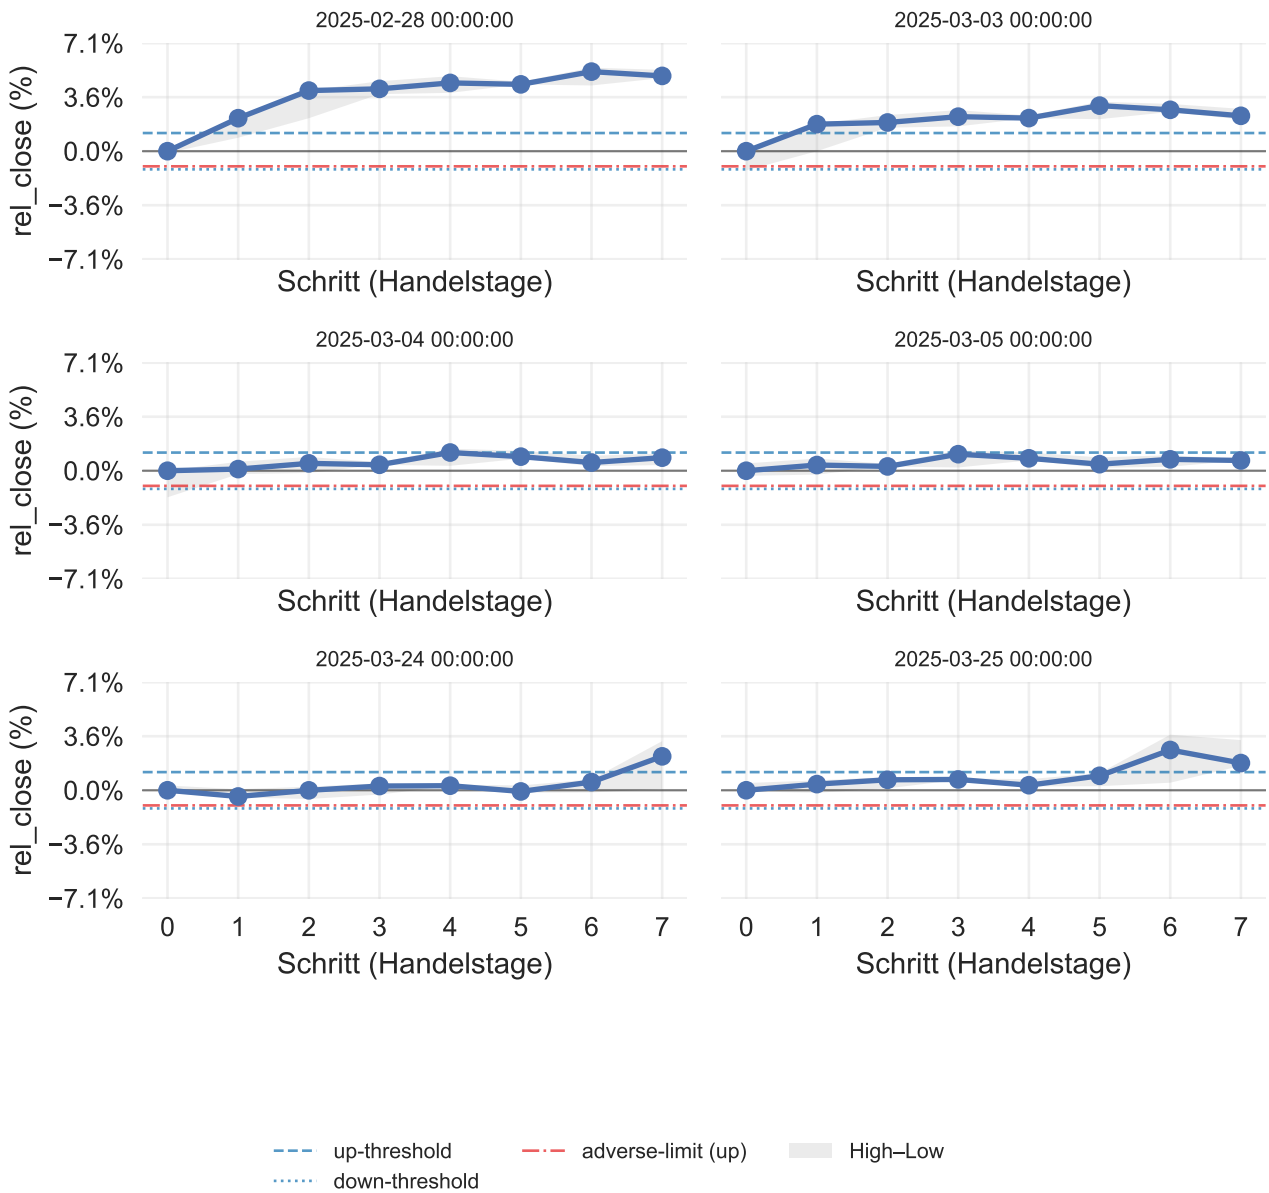 2025-02-28 00:00:00
2025-03-03 00:00:00
rel_close (%)
7.1%
3.6%
0.0%
−3.6%
−7.1%
Schritt (Handelstage)
Schritt (Handelstage)
2025-03-04 00:00:00
2025-03-05 00:00:00
rel_close (%)
7.1%
3.6%
0.0%
−3.6%
−7.1%
Schritt (Handelstage)
Schritt (Handelstage)
2025-03-24 00:00:00
2025-03-25 00:00:00
rel_close (%)
7.1%
3.6%
0.0%
−3.6%
−7.1%
0 1 2 3 4 5 6 7
0 1 2 3 4 5 6 7
Schritt (Handelstage)
Schritt (Handelstage)
up-threshold
adverse-limit (up)
High–Low
down-threshold